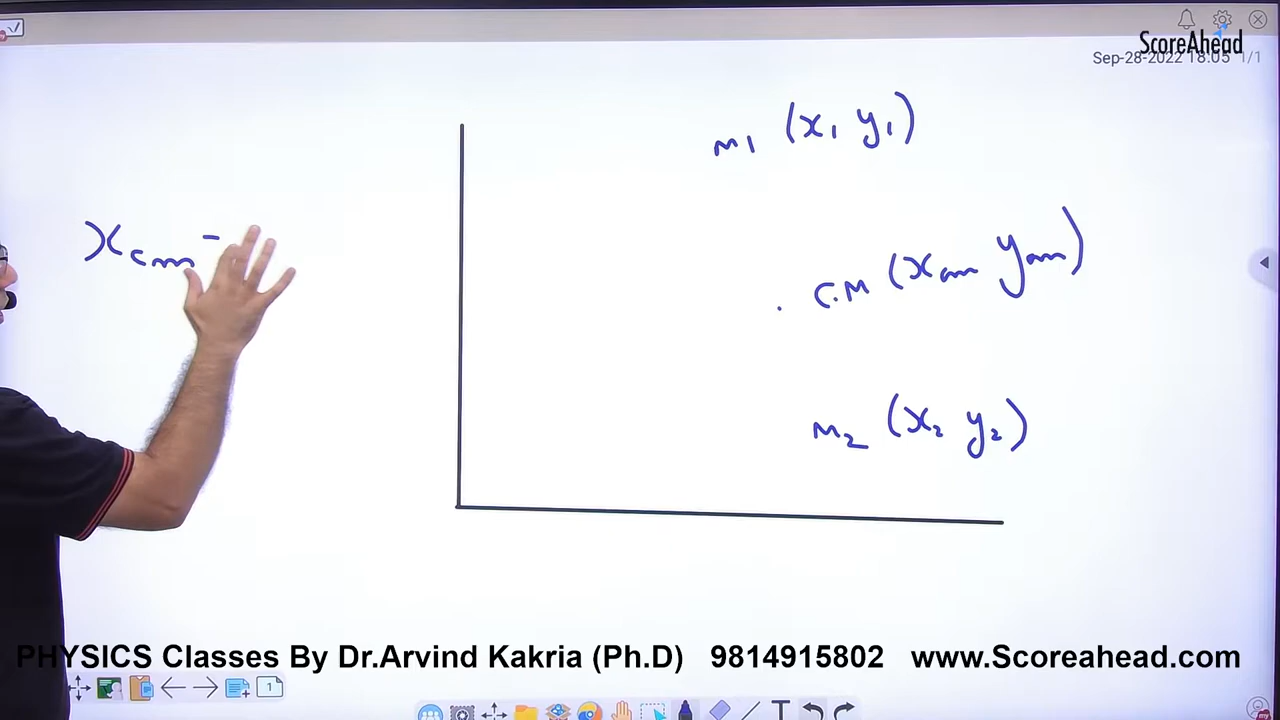 ScoreAhead
Sep-28-2022 18:05 1/1
m1 (x1 y1)
xcm =
C.M (xcm ycm)
m2 (x2 y2)
PHYSICS Classes By Dr.Arvind Kakria (Ph.D) 9814915802 www.Scoreahead.com
1
T